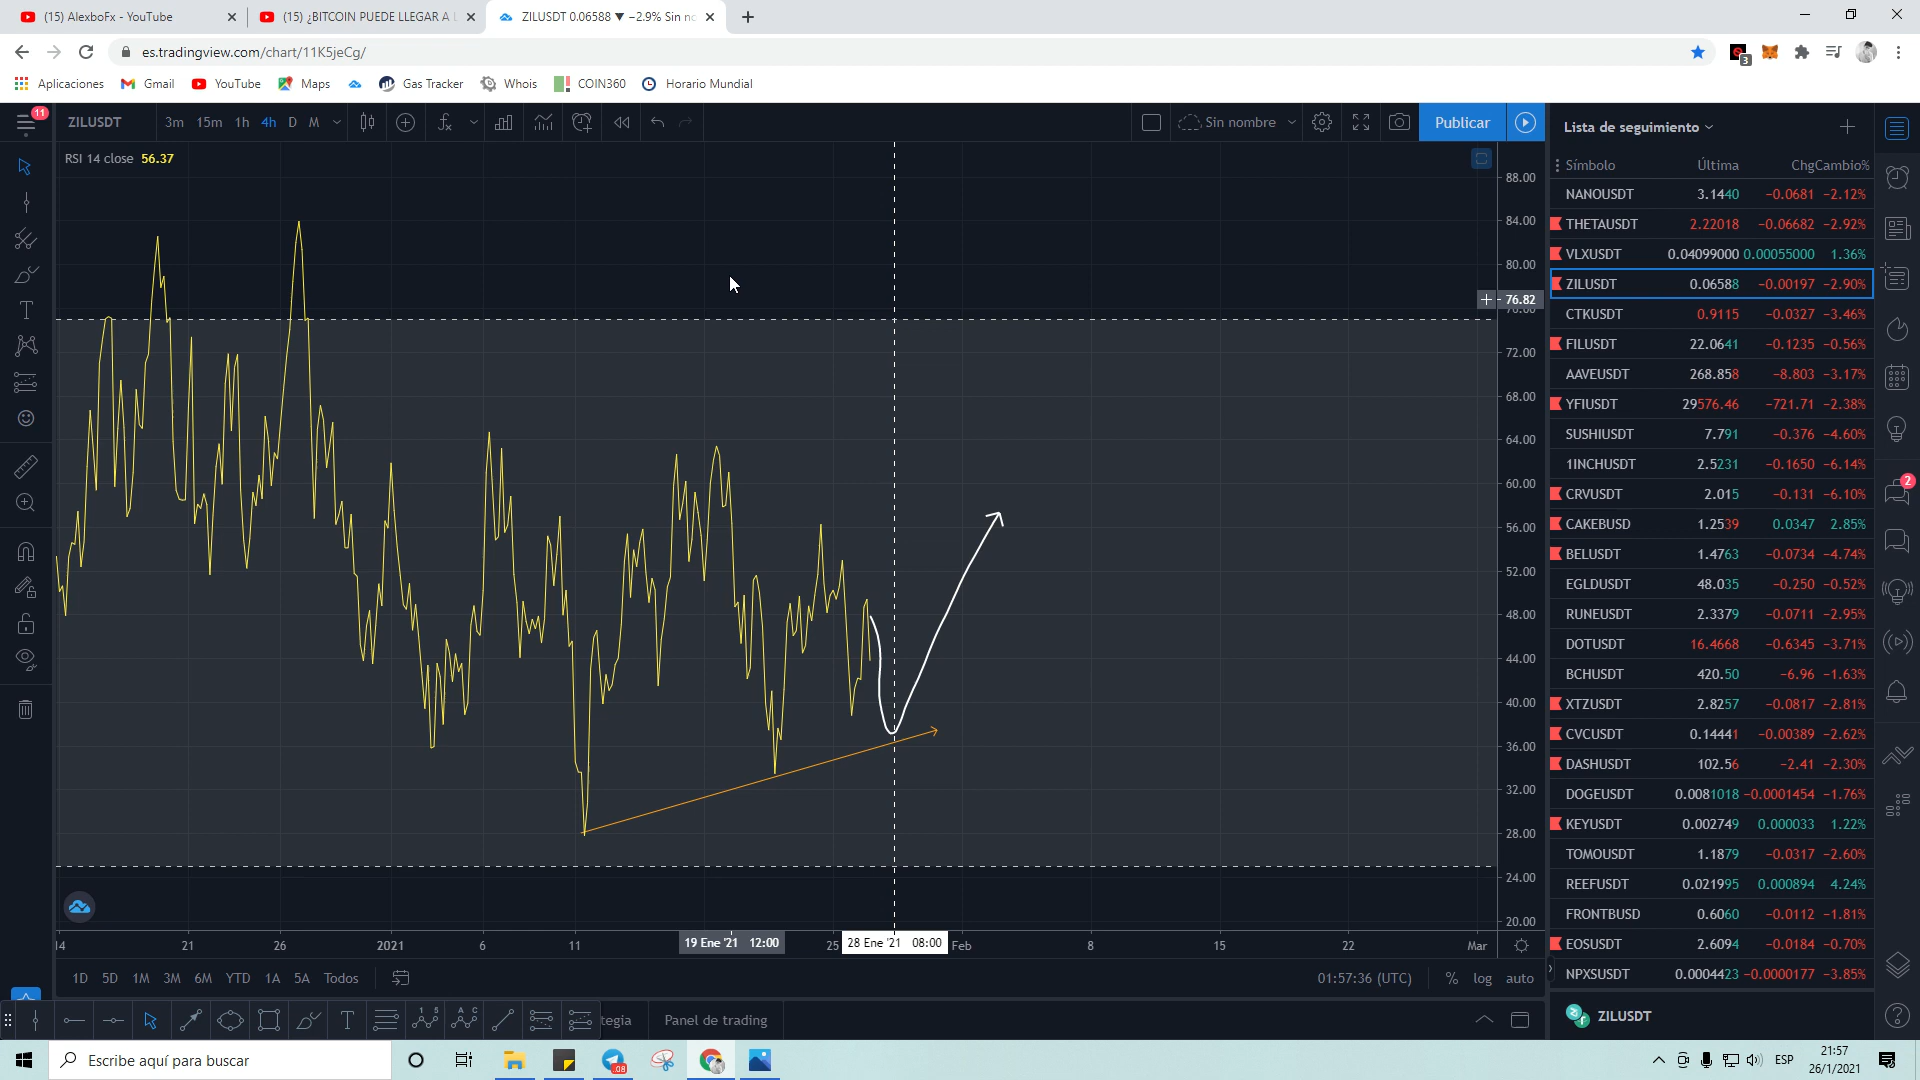 (15) AlexboFx - YouTube
(15) ¿BITCOIN PUEDE LLEGAR A L
ZILUSDT 0.06588 ▼ −2.9% Sin no
es.tradingview.com/chart/11K5jeCg/
3
Aplicaciones Gmail YouTube Maps Gas Tracker Whois COIN360 Horario Mundial
11
ZILUSDT 3m 15m 1h 4h D M Sin nombre Publicar
RSI 14 close 56.37
88.00
84.00
80.00
76.82
72.00
68.00
64.00
60.00
56.00
52.00
48.00
44.00
40.00
36.00
32.00
28.00
24.00
20.00
14 21 26 2021 6 11 19 Ene '21 12:00 25 28 Ene '21 08:00 Feb 8 15 22 Mar
1D 5D 1M 3M 6M YTD 1A 5A Todos 01:57:36 (UTC) % log auto
tegia Panel de trading
Lista de seguimiento
Símbolo Última Chg Cambio%
NANOUSDT 3.1440 −0.0681 −2.12%
THETAUSDT 2.22018 −0.06682 −2.92%
VLXUSDT 0.04099000 0.00055000 1.36%
ZILUSDT 0.06588 −0.00197 −2.90%
CTKUSDT 0.9115 −0.0327 −3.46%
FILUSDT 22.0641 −0.1235 −0.56%
AAVEUSDT 268.858 −8.803 −3.17%
YFIUSDT 29576.46 −721.71 −2.38%
SUSHIUSDT 7.791 −0.376 −4.60%
1INCHUSDT 2.5231 −0.1650 −6.14%
CRVUSDT 2.015 −0.131 −6.10%
CAKEBUSD 1.2539 0.0347 2.85%
BELUSDT 1.4763 −0.0734 −4.74%
EGLDUSDT 48.035 −0.250 −0.52%
RUNEUSDT 2.3379 −0.0711 −2.95%
DOTUSDT 16.4668 −0.6345 −3.71%
BCHUSDT 420.50 −6.96 −1.63%
XTZUSDT 2.8257 −0.0817 −2.81%
CVCUSDT 0.14441 −0.00389 −2.62%
DASHUSDT 102.56 −2.41 −2.30%
DOGEUSDT 0.0081018 −0.0001454 −1.76%
KEYUSDT 0.002749 0.000033 1.22%
TOMOUSDT 1.1879 −0.0317 −2.60%
REEFUSDT 0.021995 0.000894 4.24%
FRONTBUSD 0.6060 −0.0112 −1.81%
EOSUSDT 2.6094 −0.0184 −0.70%
NPXSUSDT 0.0004423 −0.0000177 −3.85%
ZILUSDT
2
Escribe aquí para buscar
ESP
21:57
26/1/2021